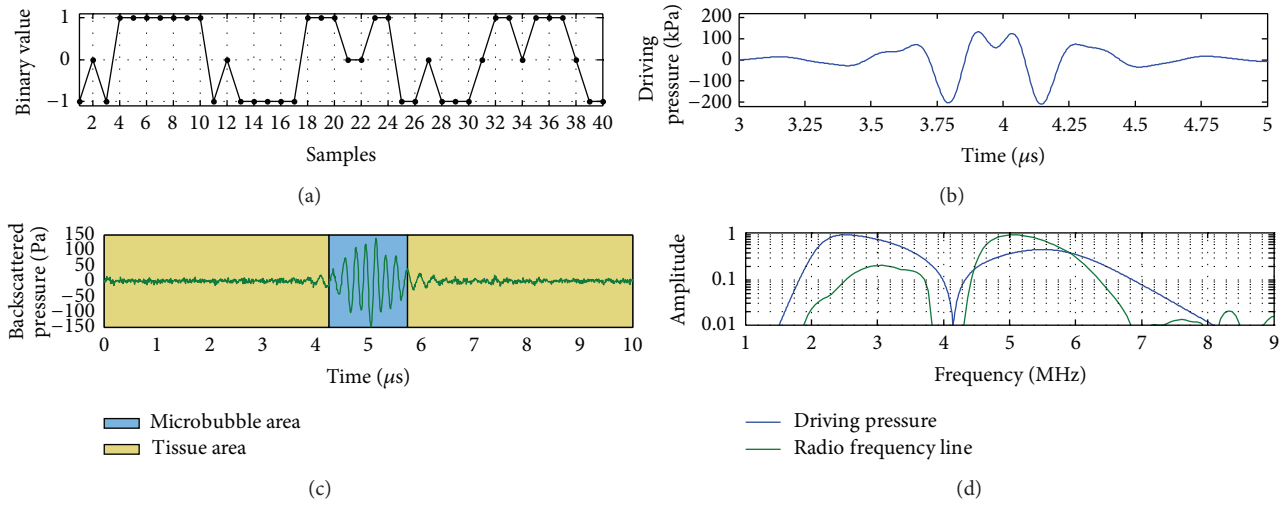 1
0
−1
Binary value
2 4 6 8 10 12 14 16 18 20 22 24 26 28 30 32 34 36 38 40
Samples
(a)
200
100
0
−100
−200
Driving
pressure (kPa)
3 3.25 3.5 3.75 4 4.25 4.5 4.75 5
Time (μs)
(b)
150
100
50
0
−50
−100
−150
Backscattered
pressure (Pa)
0 1 2 3 4 5 6 7 8 9 10
Time (μs)
Microbubble area
Tissue area
(c)
1
0.1
0.01
Amplitude
1 2 3 4 5 6 7 8 9
Frequency (MHz)
Driving pressure
Radio frequency line
(d)